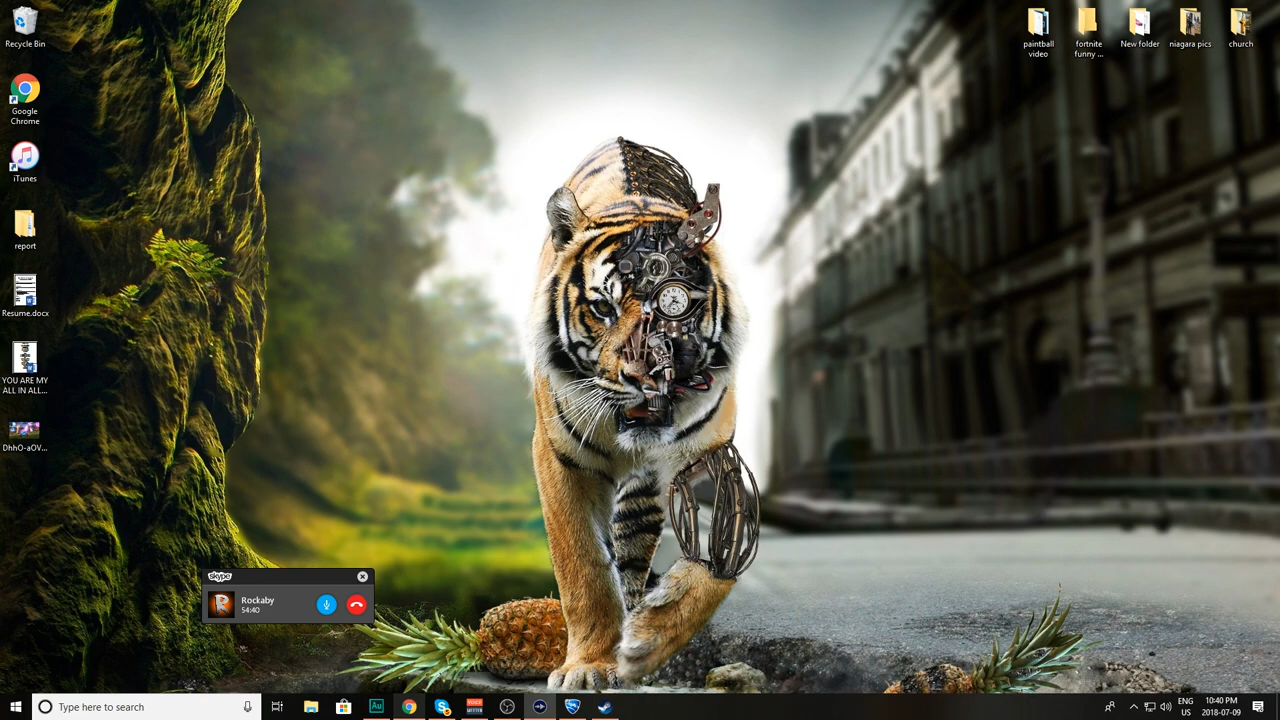 Recycle Bin
Google
Chrome
iTunes
report
Resume.docx
YOU ARE MY
ALL IN ALL...
DhhO-aOV...
paintball
video
fortnite
funny ...
New folder
niagara pics
church
skype
Rockaby
54:40
Type here to search
Au
ENG
US
10:40 PM
2018-07-09